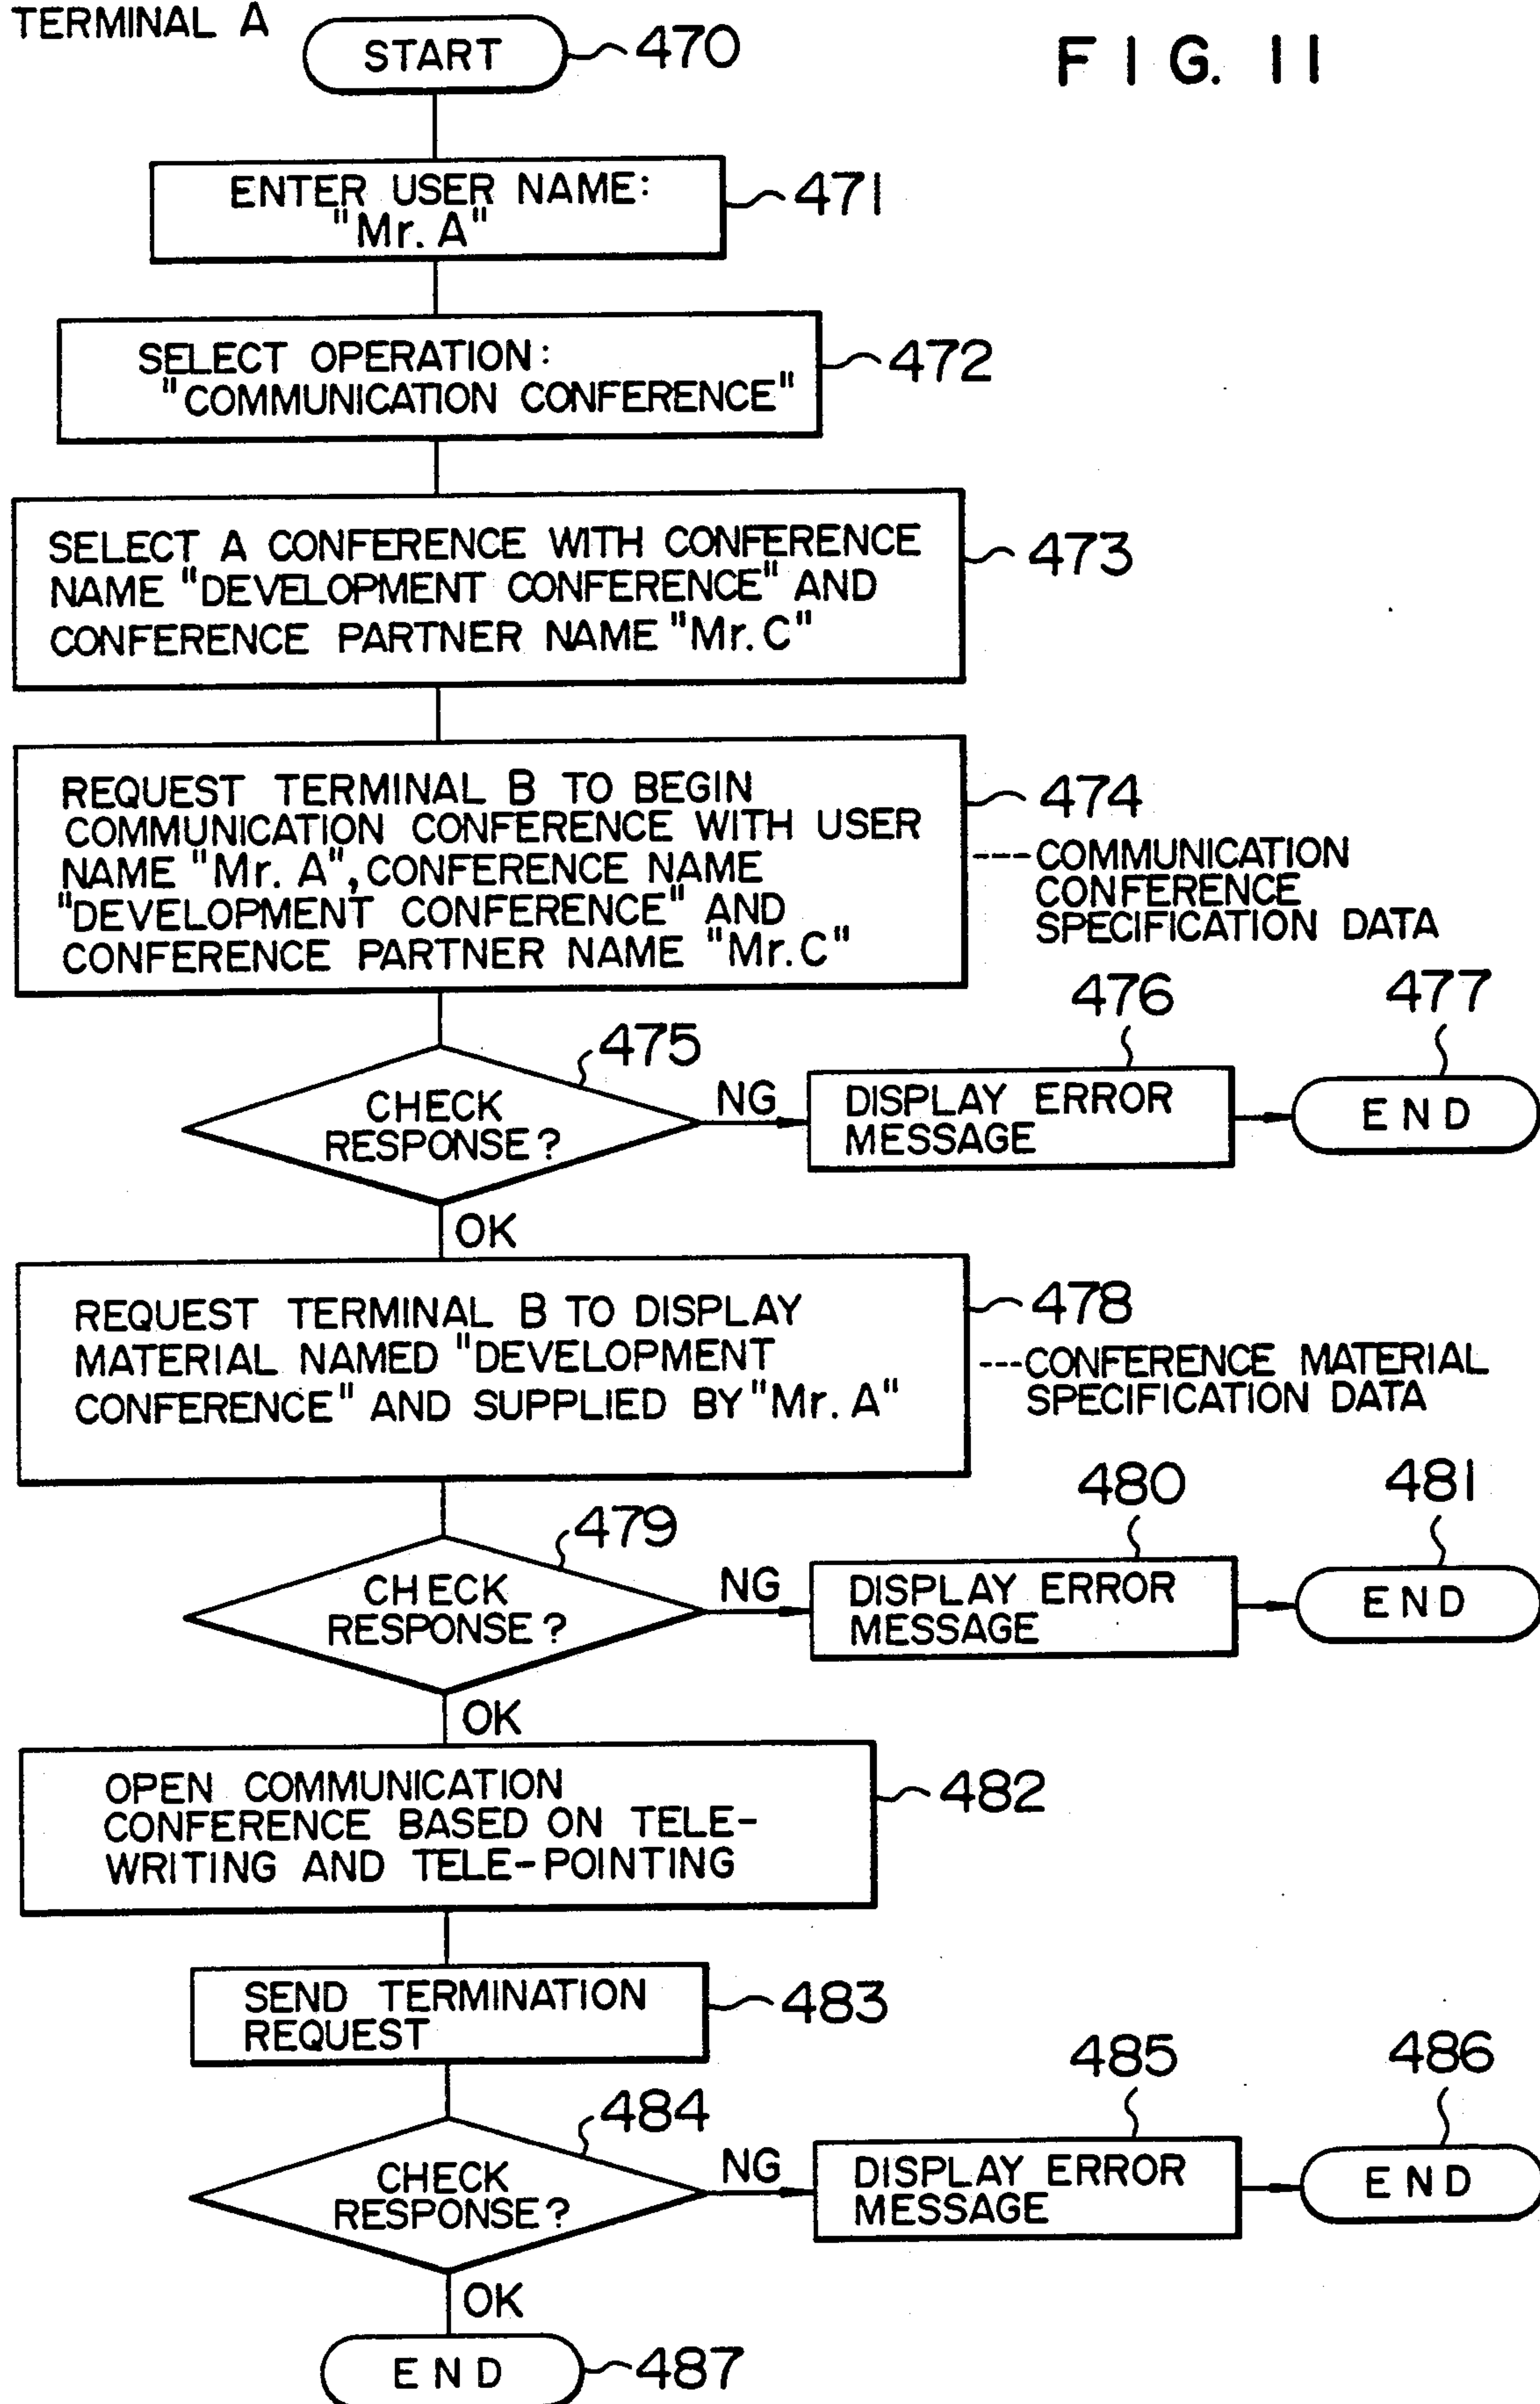 TERMINAL A
START
470
FIG. 11
ENTER USER NAME:
"Mr. A"
471
SELECT OPERATION:
"COMMUNICATION CONFERENCE"
472
SELECT A CONFERENCE WITH CONFERENCE
NAME "DEVELOPMENT CONFERENCE" AND
CONFERENCE PARTNER NAME "Mr. C"
473
REQUEST TERMINAL B TO BEGIN
COMMUNICATION CONFERENCE WITH USER
NAME "Mr. A", CONFERENCE NAME
"DEVELOPMENT CONFERENCE" AND
CONFERENCE PARTNER NAME "Mr. C"
474
---COMMUNICATION
CONFERENCE
SPECIFICATION DATA
475
CHECK
RESPONSE?
NG
476
DISPLAY ERROR
MESSAGE
477
END
OK
REQUEST TERMINAL B TO DISPLAY
MATERIAL NAMED "DEVELOPMENT
CONFERENCE" AND SUPPLIED BY "Mr. A"
478
---CONFERENCE MATERIAL
SPECIFICATION DATA
479
CHECK
RESPONSE?
NG
480
DISPLAY ERROR
MESSAGE
481
END
OK
OPEN COMMUNICATION
CONFERENCE BASED ON TELE-
WRITING AND TELE-POINTING
482
SEND TERMINATION
REQUEST
483
484
CHECK
RESPONSE?
NG
485
DISPLAY ERROR
MESSAGE
486
END
OK
END
487